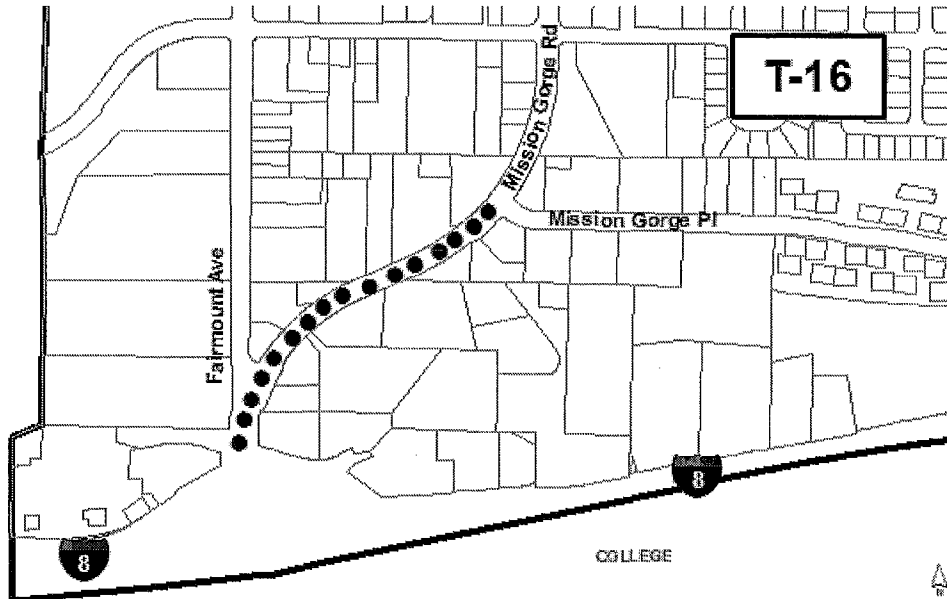 T-16
Mission Gorge Rd
Mission Gorge Pl
Fairmount Ave
8
8
COLLEGE